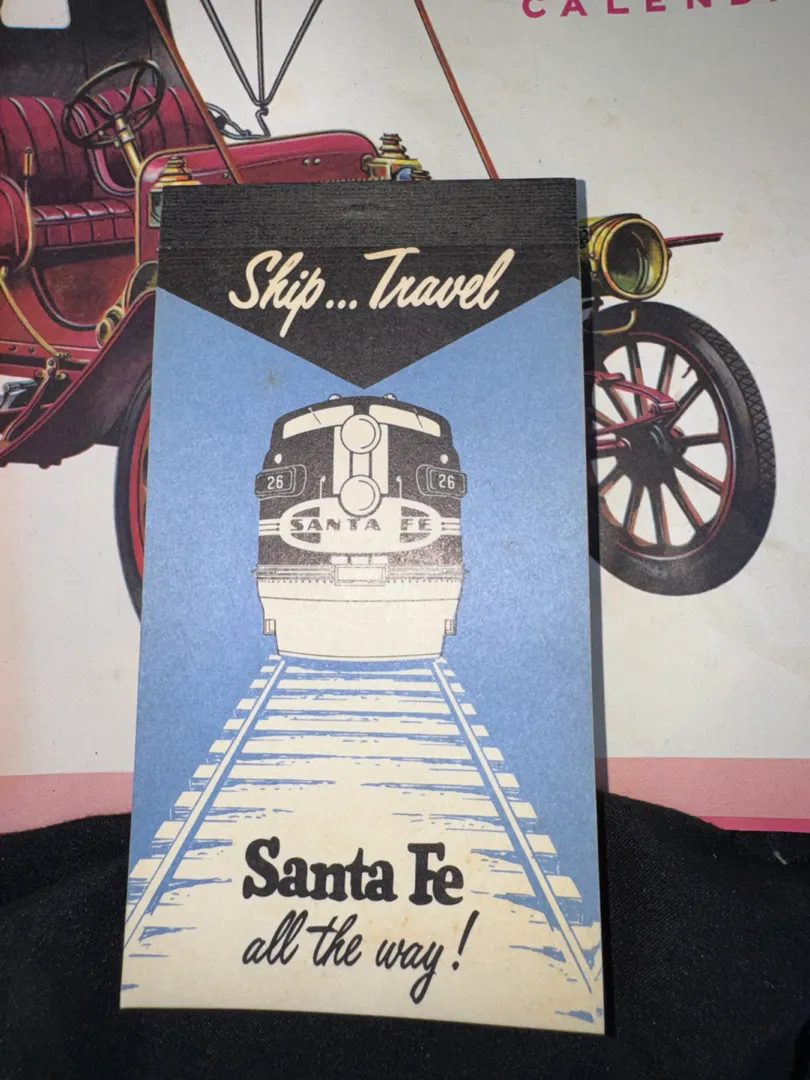 CALEND
Ship... Travel
26 26
SANTA FE
Santa Fe
all the way!